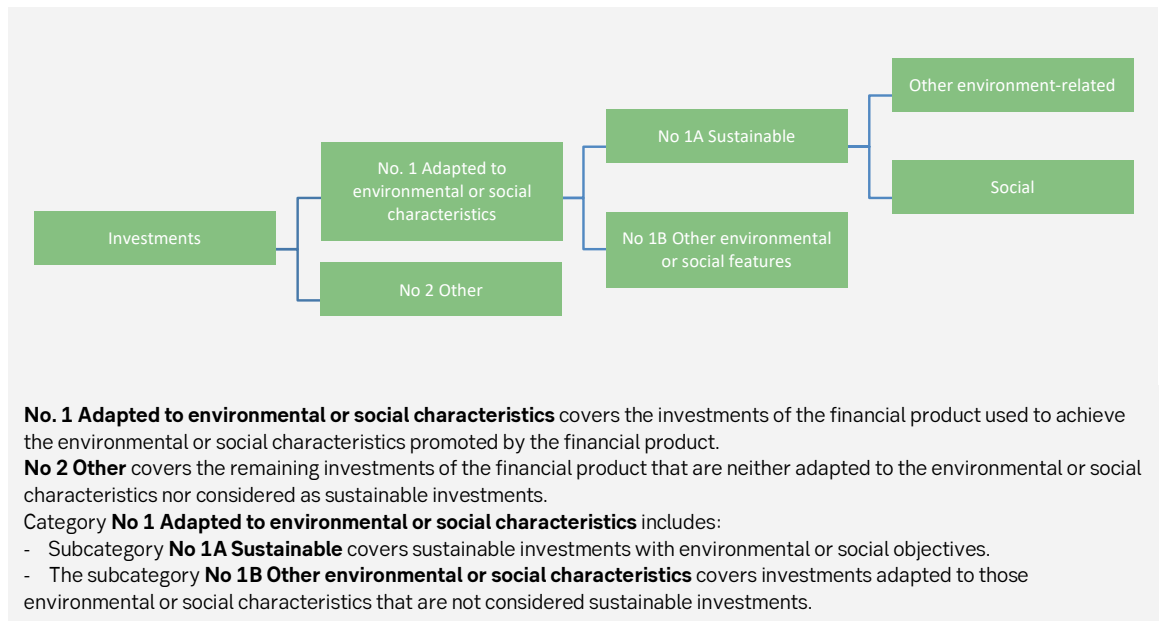 Other environment-related
No 1A Sustainable
No. 1 Adapted to
environmental or social
characteristics
Social
Investments
No 1B Other environmental
or social features
No 2 Other
No. 1 Adapted to environmental or social characteristics covers the investments of the financial product used to achieve
the environmental or social characteristics promoted by the financial product.
No 2 Other covers the remaining investments of the financial product that are neither adapted to the environmental or social
characteristics nor considered as sustainable investments.
Category No 1 Adapted to environmental or social characteristics includes:
- Subcategory No 1A Sustainable covers sustainable investments with environmental or social objectives.
- The subcategory No 1B Other environmental or social characteristics covers investments adapted to those
environmental or social characteristics that are not considered sustainable investments.